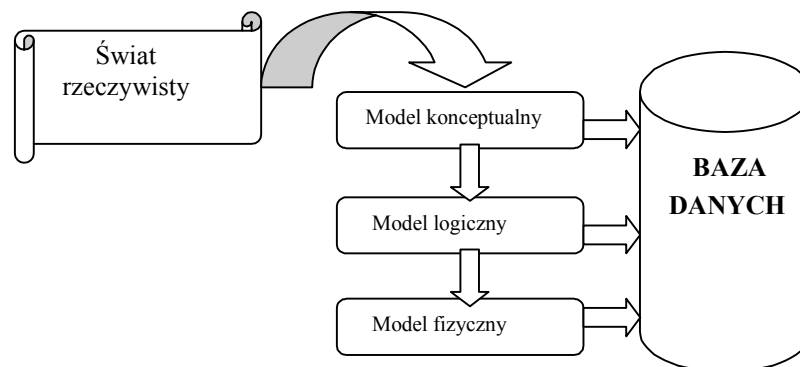 Świat
rzeczywisty
Model konceptualny
Model logiczny
Model fizyczny
BAZA
DANYCH